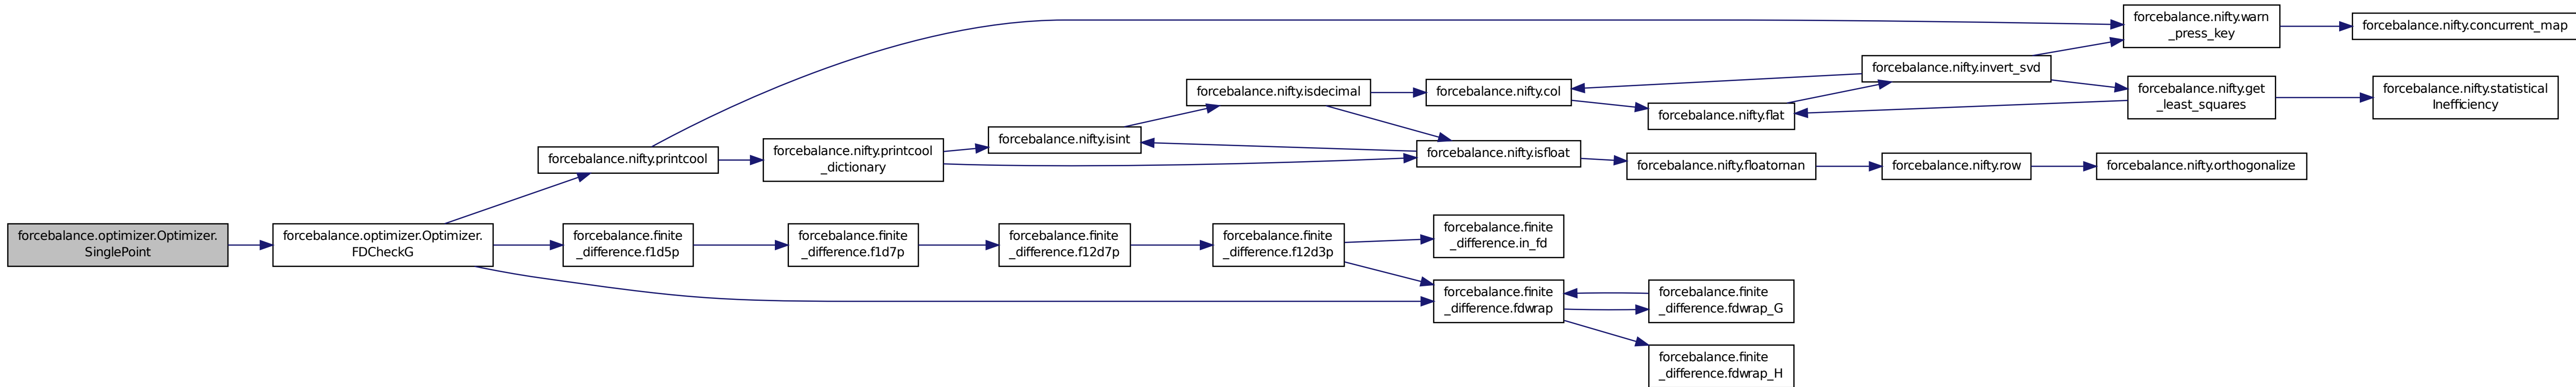 forcebalance.optimizer.Optimizer.
SinglePoint
forcebalance.optimizer.Optimizer.
FDCheckG
forcebalance.nifty.printcool
forcebalance.nifty.printcool
_dictionary
forcebalance.nifty.isint
forcebalance.nifty.isdecimal
forcebalance.nifty.col
forcebalance.nifty.isfloat
forcebalance.nifty.flat
forcebalance.nifty.floatornan
forcebalance.nifty.invert_svd
forcebalance.nifty.row
forcebalance.nifty.warn
_press_key
forcebalance.nifty.get
_least_squares
forcebalance.nifty.orthogonalize
forcebalance.nifty.concurrent_map
forcebalance.nifty.statistical
Inefficiency
forcebalance.finite
_difference.f1d5p
forcebalance.finite
_difference.f1d7p
forcebalance.finite
_difference.f12d7p
forcebalance.finite
_difference.f12d3p
forcebalance.finite
_difference.in_fd
forcebalance.finite
_difference.fdwrap
forcebalance.finite
_difference.fdwrap_G
forcebalance.finite
_difference.fdwrap_H